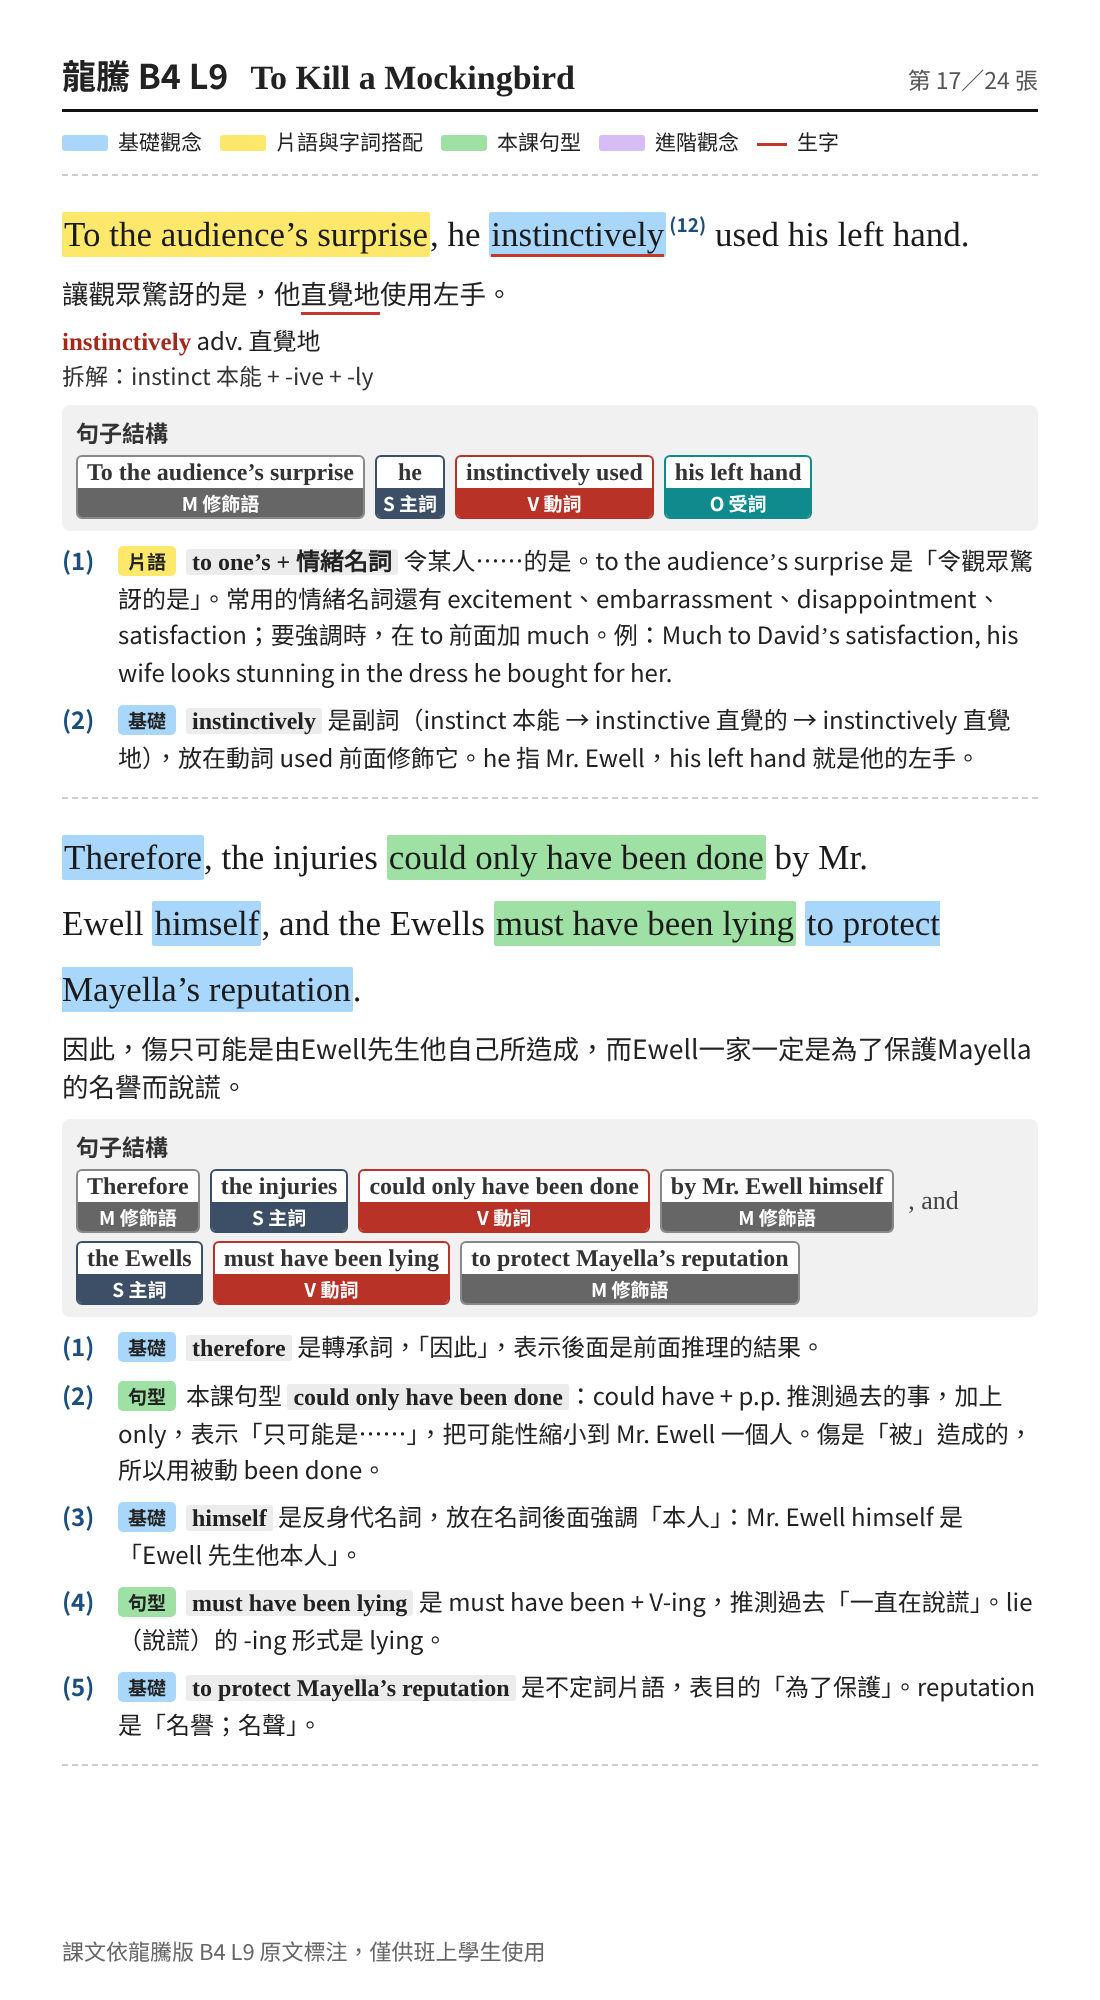 龍騰 B4 L9 To Kill a Mockingbird 第 17／24 張
基礎觀念 片語與字詞搭配 本課句型 進階觀念 生字
To the audience’s surprise, he instinctively(12) used his left hand.
讓觀眾驚訝的是，他直覺地使用左手。
instinctively adv. 直覺地
拆解：instinct 本能 + -ive + -ly
句子結構
To the audience’s surprise he instinctively used his left hand
M 修飾語 S 主詞 V 動詞 O 受詞
(1) 片語 to one’s + 情緒名詞 令某人……的是。to the audience’s surprise 是「令觀眾驚
訝的是」。常用的情緒名詞還有 excitement、embarrassment、disappointment、
satisfaction；要強調時，在 to 前面加 much。例：Much to David’s satisfaction, his
wife looks stunning in the dress he bought for her.
(2) 基礎 instinctively 是副詞（instinct 本能 → instinctive 直覺的 → instinctively 直覺
地），放在動詞 used 前面修飾它。he 指 Mr. Ewell，his left hand 就是他的左手。
Therefore, the injuries could only have been done by Mr.
Ewell himself, and the Ewells must have been lying to protect
Mayella’s reputation.
因此，傷只可能是由Ewell先生他自己所造成，而Ewell一家一定是為了保護Mayella
的名譽而說謊。
句子結構
Therefore the injuries could only have been done by Mr. Ewell himself , and
M 修飾語 S 主詞 V 動詞 M 修飾語
the Ewells must have been lying to protect Mayella’s reputation
S 主詞 V 動詞 M 修飾語
(1) 基礎 therefore 是轉承詞，「因此」，表示後面是前面推理的結果。
(2) 句型 本課句型 could only have been done：could have + p.p. 推測過去的事，加上
only，表示「只可能是……」，把可能性縮小到 Mr. Ewell 一個人。傷是「被」造成的，
所以用被動 been done。
(3) 基礎 himself 是反身代名詞，放在名詞後面強調「本人」：Mr. Ewell himself 是
「Ewell 先生他本人」。
(4) 句型 must have been lying 是 must have been + V-ing，推測過去「一直在說謊」。lie
（說謊）的 -ing 形式是 lying。
(5) 基礎 to protect Mayella’s reputation 是不定詞片語，表目的「為了保護」。reputation
是「名譽；名聲」。
課文依龍騰版 B4 L9 原文標注，僅供班上學生使用